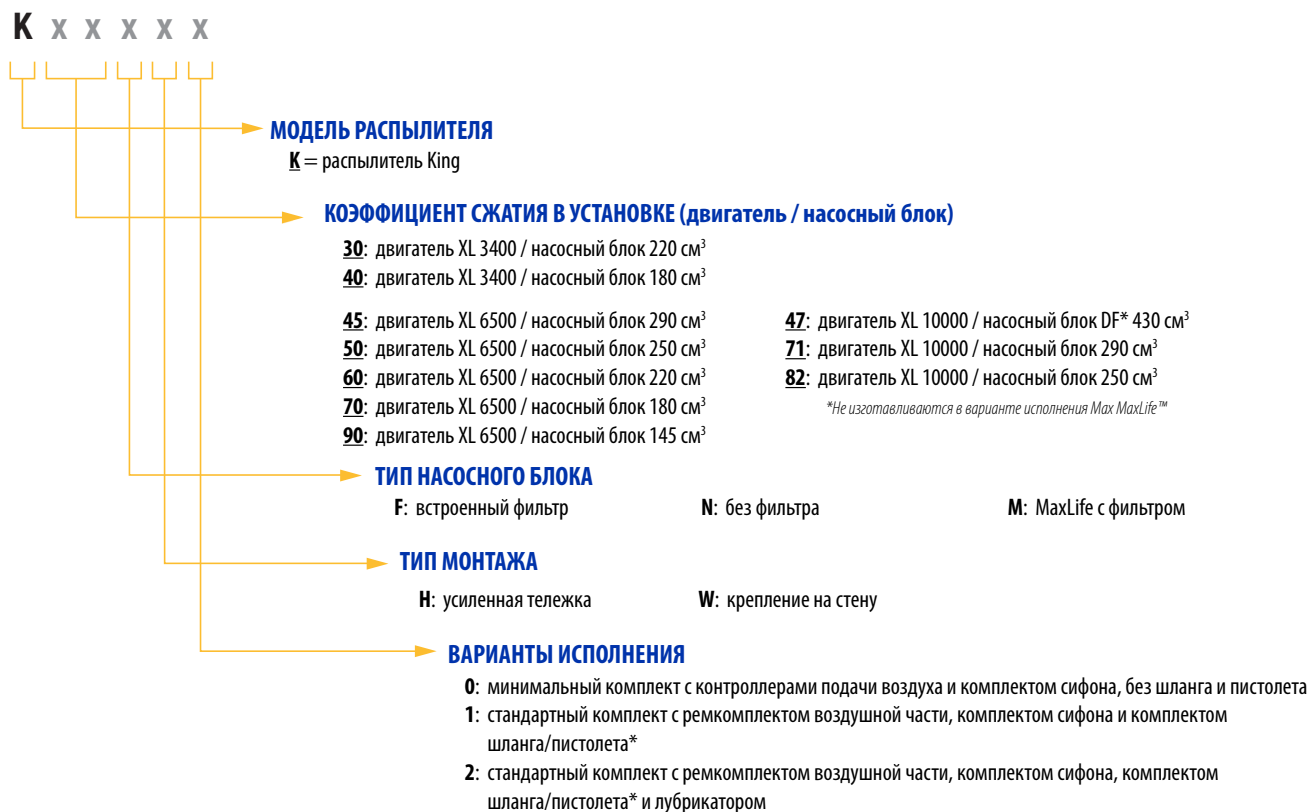 K x x x x x
МОДЕЛЬ РАСПЫЛИТЕЛЯ
K = распылитель King
КОЭФФИЦИЕНТ СЖАТИЯ В УСТАНОВКЕ (двигатель / насосный блок)
30: двигатель XL 3400 / насосный блок 220 см³
40: двигатель XL 3400 / насосный блок 180 см³
45: двигатель XL 6500 / насосный блок 290 см³
50: двигатель XL 6500 / насосный блок 250 см³
60: двигатель XL 6500 / насосный блок 220 см³
70: двигатель XL 6500 / насосный блок 180 см³
90: двигатель XL 6500 / насосный блок 145 см³
47: двигатель XL 10000 / насосный блок DF* 430 см³
71: двигатель XL 10000 / насосный блок 290 см³
82: двигатель XL 10000 / насосный блок 250 см³
*Не изготавливаются в варианте исполнения Max MaxLife™
ТИП НАСОСНОГО БЛОКА
F: встроенный фильтр
N: без фильтра
M: MaxLife с фильтром
ТИП МОНТАЖА
H: усиленная тележка
W: крепление на стену
ВАРИАНТЫ ИСПОЛНЕНИЯ
0: минимальный комплект с контроллерами подачи воздуха и комплектом сифона, без шланга и пистолета
1: стандартный комплект с ремкомплектом воздушной части, комплектом сифона и комплектом
шланга/пистолета*
2: стандартный комплект с ремкомплектом воздушной части, комплектом сифона, комплектом
шланга/пистолета* и лубрикатором